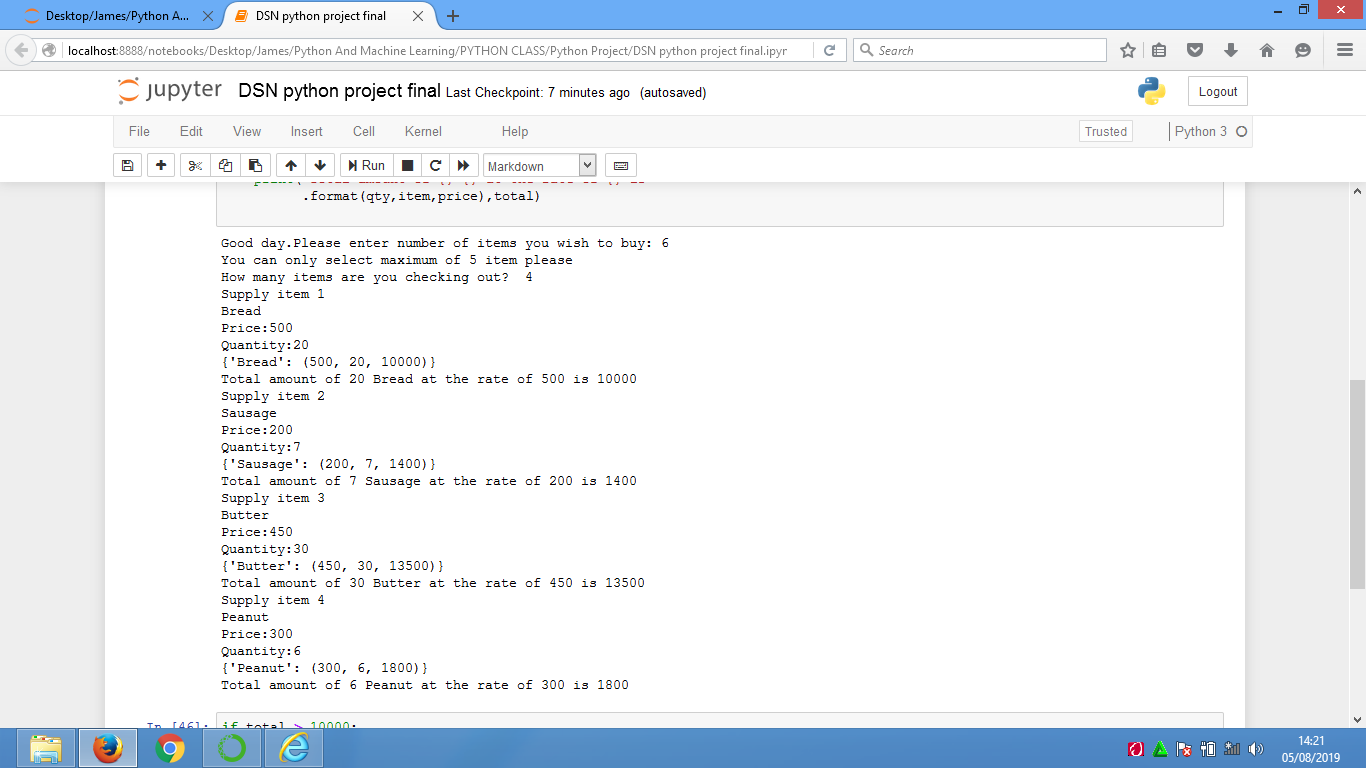 Desktop/James/Python A...
DSN python project final
localhost:8888/notebooks/Desktop/James/Python And Machine Learning/PYTHON CLASS/Python Project/DSN python project final.ipyr
Search
jupyter DSN python project final Last Checkpoint: 7 minutes ago (autosaved)
Logout
File Edit View Insert Cell Kernel Help
Trusted
Python 3
Run
Markdown
.format(qty,item,price),total)
Good day.Please enter number of items you wish to buy: 6
You can only select maximum of 5 item please
How many items are you checking out?  4
Supply item 1
Bread
Price:500
Quantity:20
{'Bread': (500, 20, 10000)}
Total amount of 20 Bread at the rate of 500 is 10000
Supply item 2
Sausage
Price:200
Quantity:7
{'Sausage': (200, 7, 1400)}
Total amount of 7 Sausage at the rate of 200 is 1400
Supply item 3
Butter
Price:450
Quantity:30
{'Butter': (450, 30, 13500)}
Total amount of 30 Butter at the rate of 450 is 13500
Supply item 4
Peanut
Price:300
Quantity:6
{'Peanut': (300, 6, 1800)}
Total amount of 6 Peanut at the rate of 300 is 1800
In [46]: if total > 10000:
14:21
05/08/2019